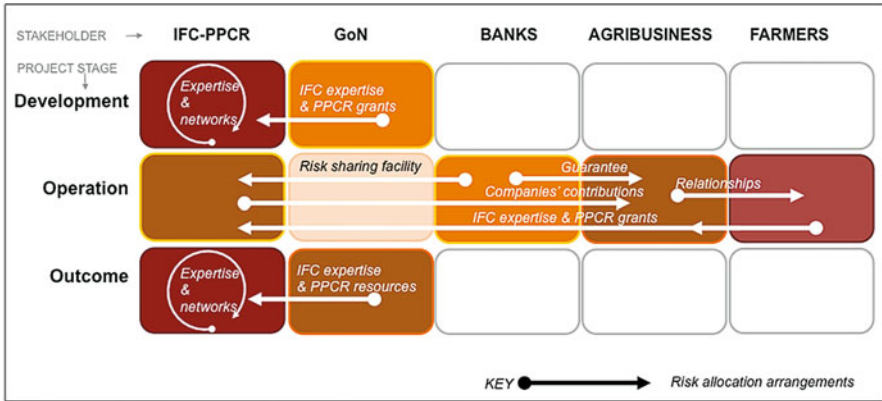 STAKEHOLDER
IFC-PPCR
GoN
BANKS
AGRIBUSINESS
FARMERS
PROJECT STAGE
Development
Expertise
&
networks
IFC expertise
& PPCR grants
Operation
Risk sharing facility
Guarantee
Companies' contributions
Relationships
IFC expertise & PPCR grants
Outcome
Expertise
&
networks
IFC expertise
& PPCR resources
KEY
Risk allocation arrangements